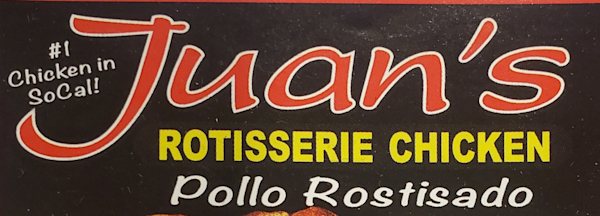 #1
Chicken in
SoCal!
Juan's
ROTISSERIE CHICKEN
Pollo Rostisado